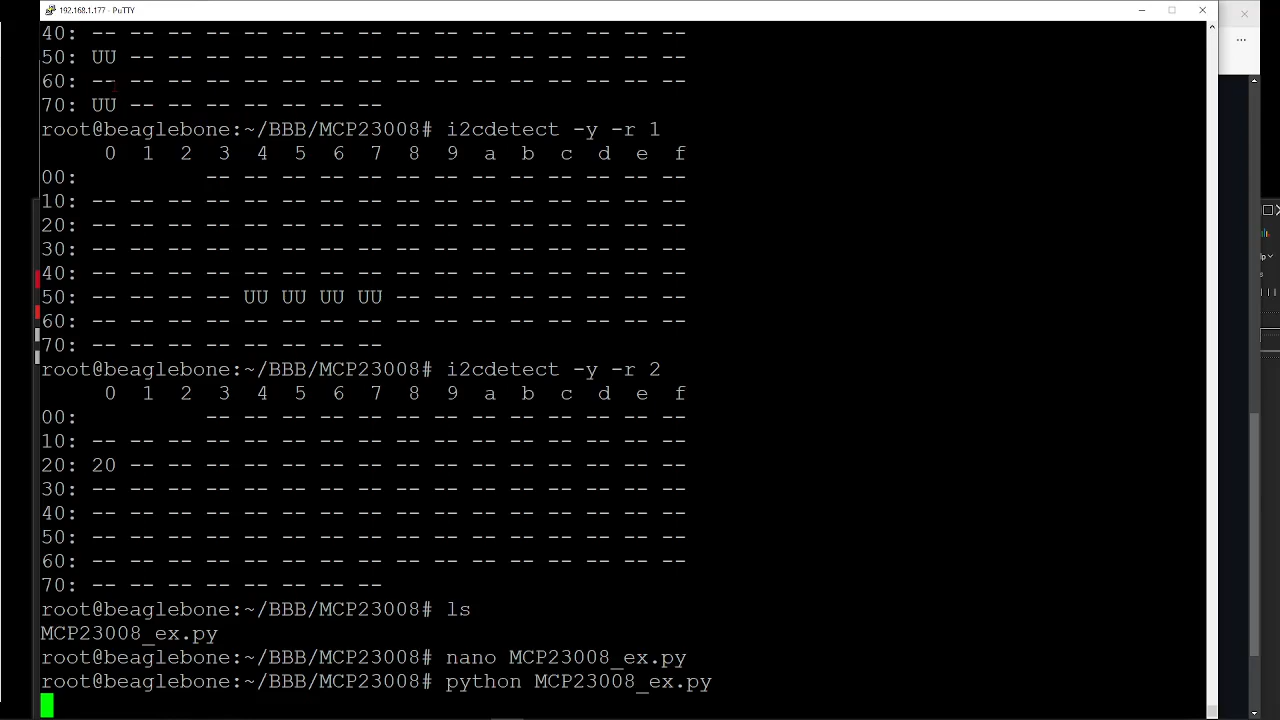 192.168.1.177 - PuTTY
40: -- -- -- -- -- -- -- -- -- -- -- -- -- -- -- --
50: UU -- -- -- -- -- -- -- -- -- -- -- -- -- -- --
60: -- -- -- -- -- -- -- -- -- -- -- -- -- -- -- --
70: UU -- -- -- -- -- -- --
root@beaglebone:~/BBB/MCP23008# i2cdetect -y -r 1
     0  1  2  3  4  5  6  7  8  9  a  b  c  d  e  f
00:          -- -- -- -- -- -- -- -- -- -- -- -- --
10: -- -- -- -- -- -- -- -- -- -- -- -- -- -- -- --
20: -- -- -- -- -- -- -- -- -- -- -- -- -- -- -- --
30: -- -- -- -- -- -- -- -- -- -- -- -- -- -- -- --
40: -- -- -- -- -- -- -- -- -- -- -- -- -- -- -- --
50: -- -- -- -- UU UU UU UU -- -- -- -- -- -- -- --
60: -- -- -- -- -- -- -- -- -- -- -- -- -- -- -- --
70: -- -- -- -- -- -- -- --
root@beaglebone:~/BBB/MCP23008# i2cdetect -y -r 2
     0  1  2  3  4  5  6  7  8  9  a  b  c  d  e  f
00:          -- -- -- -- -- -- -- -- -- -- -- -- --
10: -- -- -- -- -- -- -- -- -- -- -- -- -- -- -- --
20: 20 -- -- -- -- -- -- -- -- -- -- -- -- -- -- --
30: -- -- -- -- -- -- -- -- -- -- -- -- -- -- -- --
40: -- -- -- -- -- -- -- -- -- -- -- -- -- -- -- --
50: -- -- -- -- -- -- -- -- -- -- -- -- -- -- -- --
60: -- -- -- -- -- -- -- -- -- -- -- -- -- -- -- --
70: -- -- -- -- -- -- -- --
root@beaglebone:~/BBB/MCP23008# ls
MCP23008_ex.py
root@beaglebone:~/BBB/MCP23008# nano MCP23008_ex.py
root@beaglebone:~/BBB/MCP23008# python MCP23008_ex.py